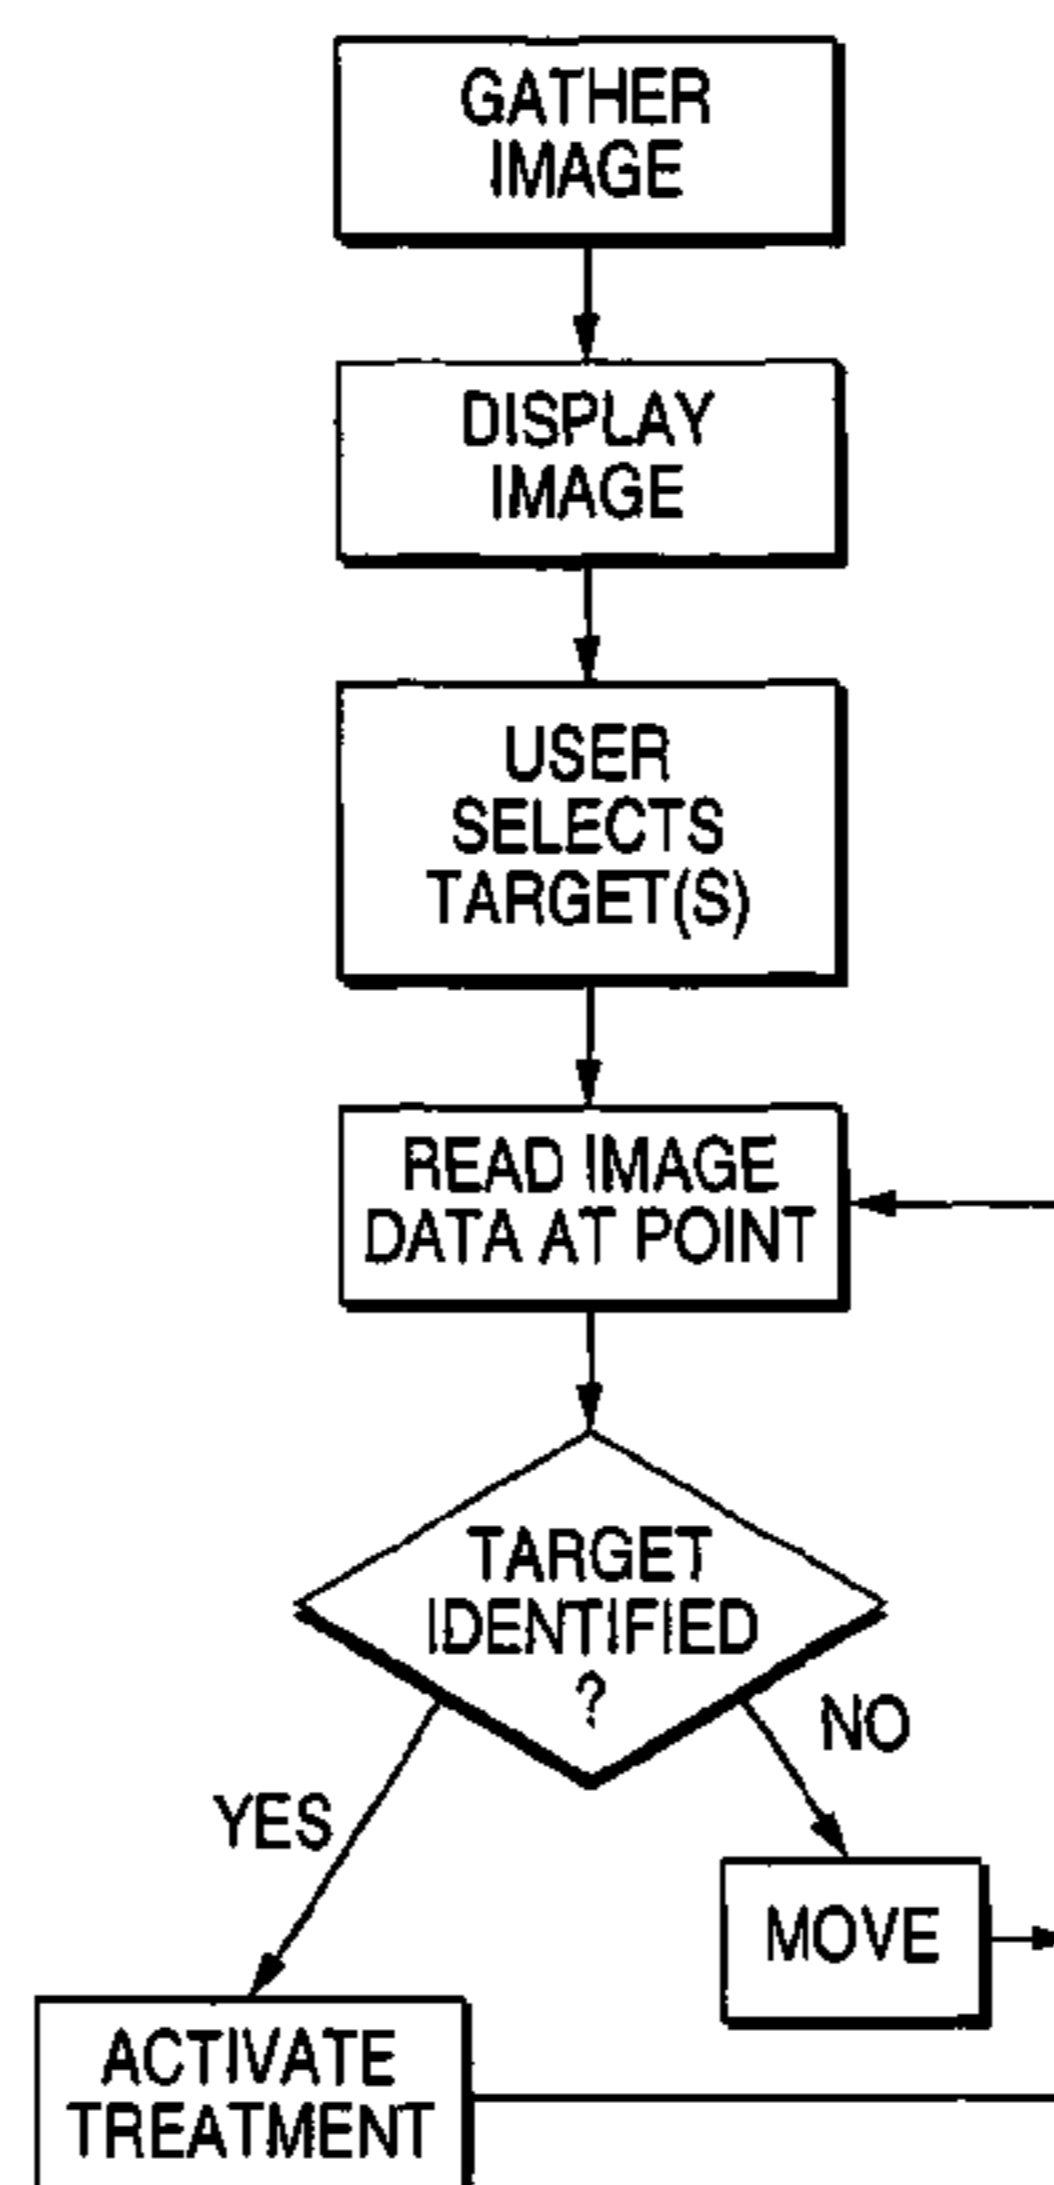 GATHER
IMAGE
DISPLAY
IMAGE
USER
SELECTS
TARGET(S)
READ IMAGE
DATA AT POINT
TARGET
IDENTIFIED
?
NO
YES
MOVE
ACTIVATE
TREATMENT